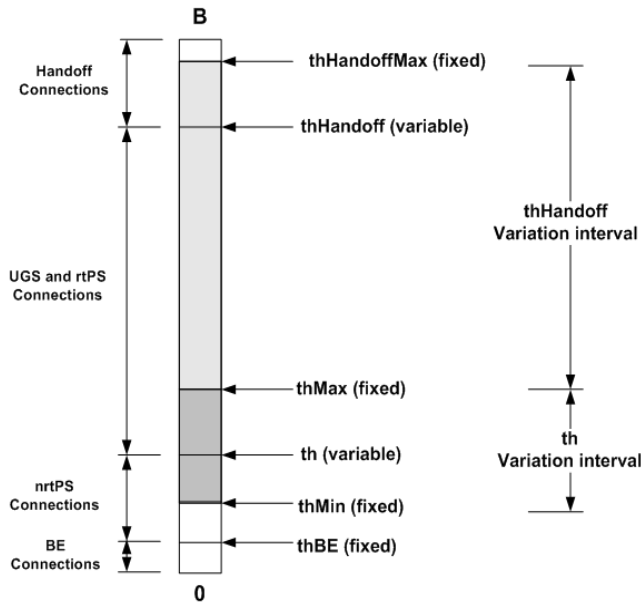 B
Handoff
Connections
thHandoffMax (fixed)
thHandoff (variable)
thHandoff
Variation interval
UGS and rtPS
Connections
thMax (fixed)
th (variable)
th
Variation interval
nrtPS
Connections
thMin (fixed)
thBE (fixed)
BE
Connections
0